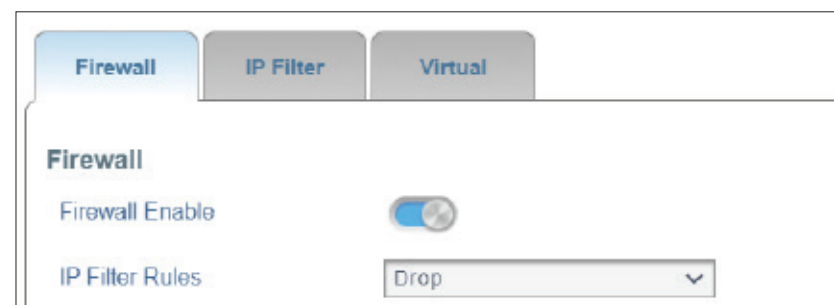 Firewall IP Filter Virtual
Firewall
Firewall Enable
IP Filter Rules Drop